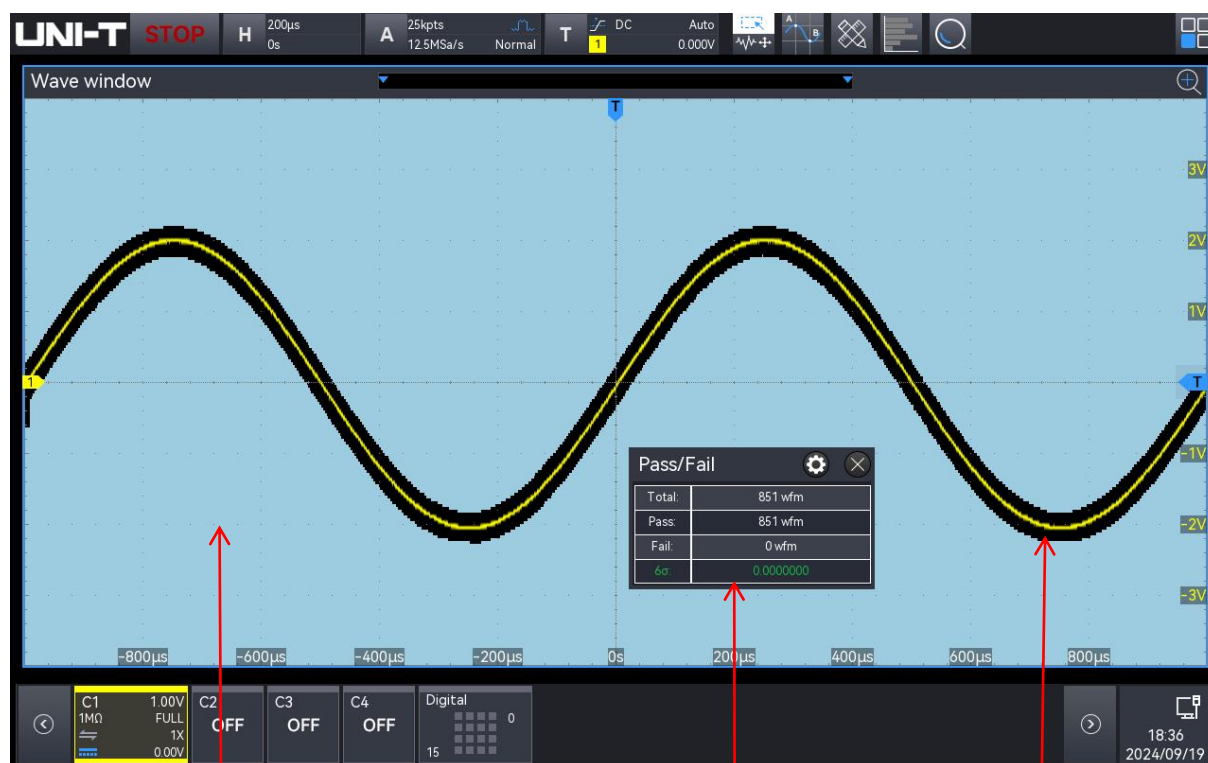 UNI-T STOP H 200μs 0s A 25kpts 12.5MSa/s Normal T DC 1 Auto 0.000V A B
Wave window
T
3V
2V
1V
1 T
-1V
-2V
-3V
Pass/Fail
Total: 851 wfm
Pass: 851 wfm
Fail: 0 wfm
6σ: 0.0000000
-800μs -600μs -400μs -200μs 0s 200μs 400μs 600μs 800μs
C1 1.00V
1MΩ FULL
1X
0.00V
C2 OFF
C3 OFF
C4 OFF
Digital
0
15
18:36
2024/09/19